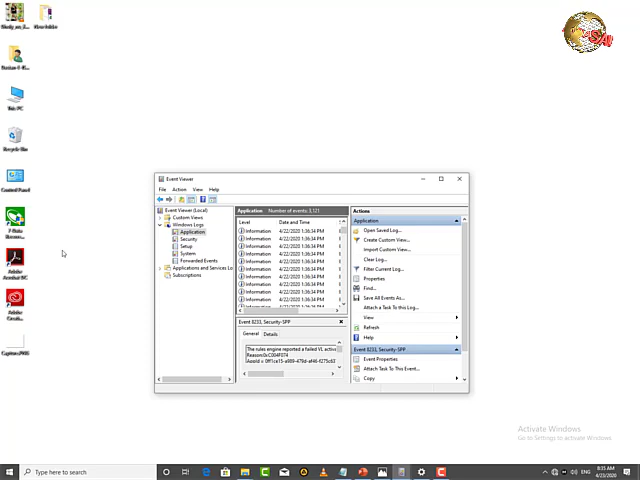 New folder
This PC
Recycle Bin
Control Panel
7-Data
Adobe
Acrobat DC
Adobe
Event Viewer
File Action View Help
Event Viewer (Local)
Custom Views
Windows Logs
Application
Security
Setup
System
Forwarded Events
Applications and Services Lo
Subscriptions
Application Number of events: 3,121
Level Date and Time
Information 4/22/2020 1:36:34 PM
Information 4/22/2020 1:36:34 PM
Information 4/22/2020 1:36:34 PM
Information 4/22/2020 1:36:34 PM
Information 4/22/2020 1:36:34 PM
Information 4/22/2020 1:36:34 PM
Information 4/22/2020 1:36:34 PM
Information 4/22/2020 1:36:34 PM
Information 4/22/2020 1:36:34 PM
Event 8233, Security-SPP
General Details
The rules engine reported a failed VL activa
Reason:0xC004F074
Actions
Application
Open Saved Log...
Create Custom View...
Import Custom View...
Clear Log...
Filter Current Log...
Properties
Find...
Save All Events As...
Attach a Task To this Log...
View
Refresh
Help
Event 8233, Security-SPP
Event Properties
Attach Task To This Event...
Copy
Activate Windows
Go to Settings to activate Windows.
Type here to search
ENG
8:35 AM
4/23/2020